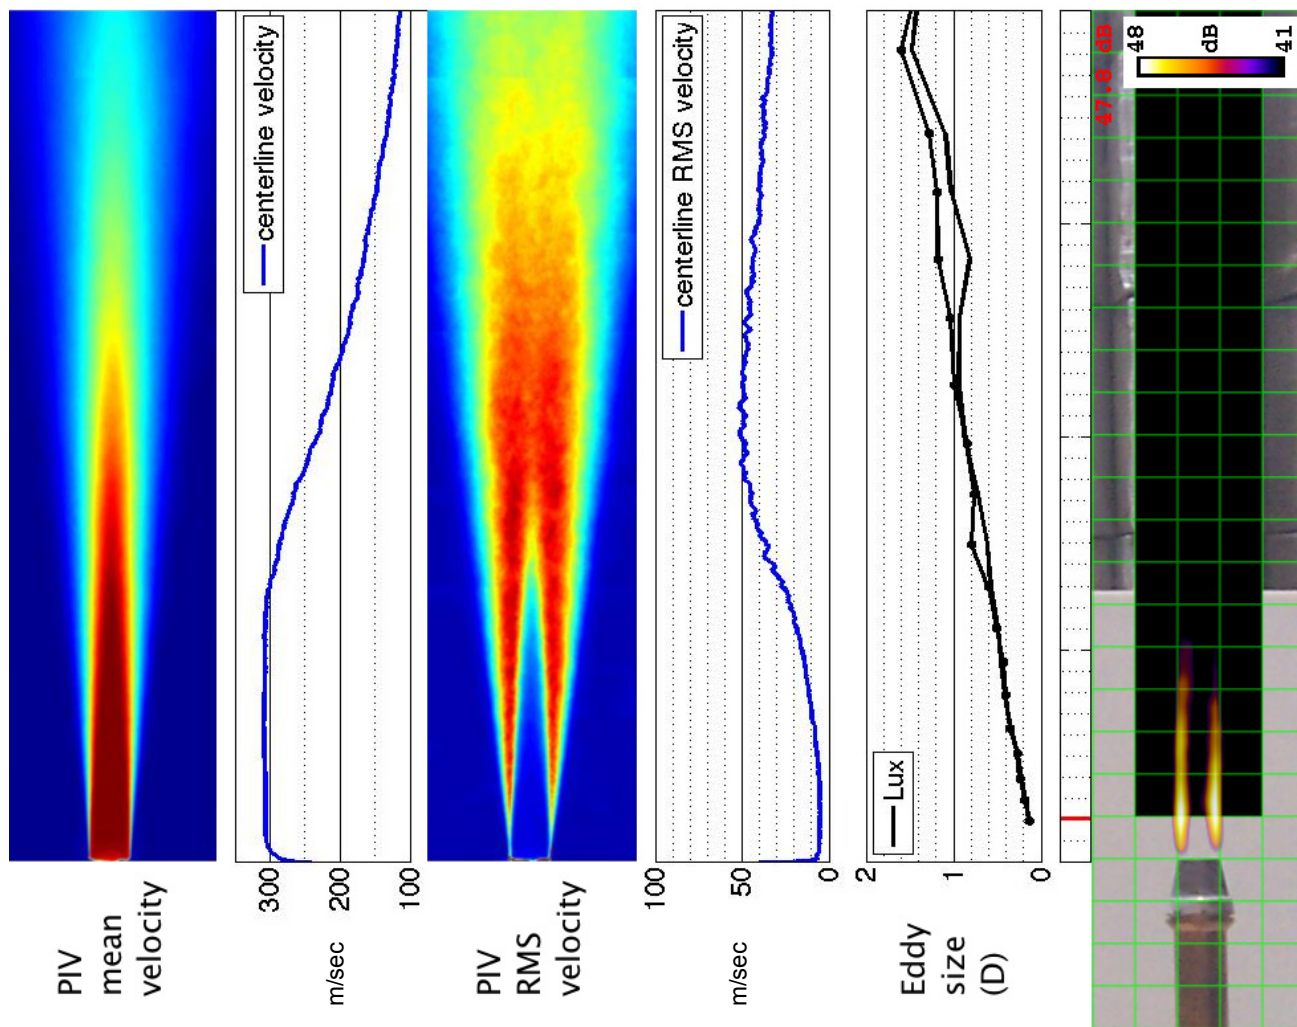 PIV
mean
velocity
300
200
100
m/sec
centerline velocity
PIV
RMS
velocity
100
50
0
m/sec
centerline RMS velocity
Eddy
size
(D)
2
1
0
Lux
47.8 dB
48
dB
41